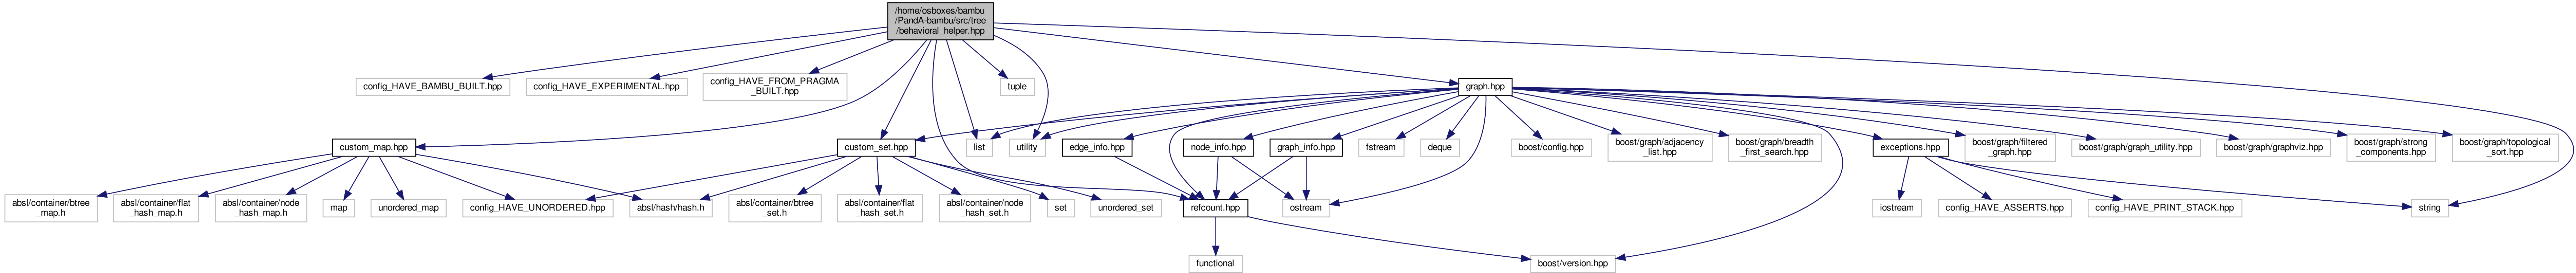 /home/osboxes/bambu
/PandA-bambu/src/tree
/behavioral_helper.hpp
config_HAVE_BAMBU_BUILT.hpp
config_HAVE_EXPERIMENTAL.hpp
config_HAVE_FROM_PRAGMA
_BUILT.hpp
tuple
graph.hpp
custom_map.hpp
custom_set.hpp
list
utility
edge_info.hpp
node_info.hpp
graph_info.hpp
fstream
deque
boost/config.hpp
boost/graph/adjacency
_list.hpp
boost/graph/breadth
_first_search.hpp
exceptions.hpp
boost/graph/filtered
_graph.hpp
boost/graph/graph_utility.hpp
boost/graph/graphviz.hpp
boost/graph/strong
_components.hpp
boost/graph/topological
_sort.hpp
absl/container/btree
_map.h
absl/container/flat
_hash_map.h
absl/container/node
_hash_map.h
map
unordered_map
config_HAVE_UNORDERED.hpp
absl/hash/hash.h
absl/container/btree
_set.h
absl/container/flat
_hash_set.h
absl/container/node
_hash_set.h
set
unordered_set
refcount.hpp
ostream
iostream
config_HAVE_ASSERTS.hpp
config_HAVE_PRINT_STACK.hpp
string
functional
boost/version.hpp